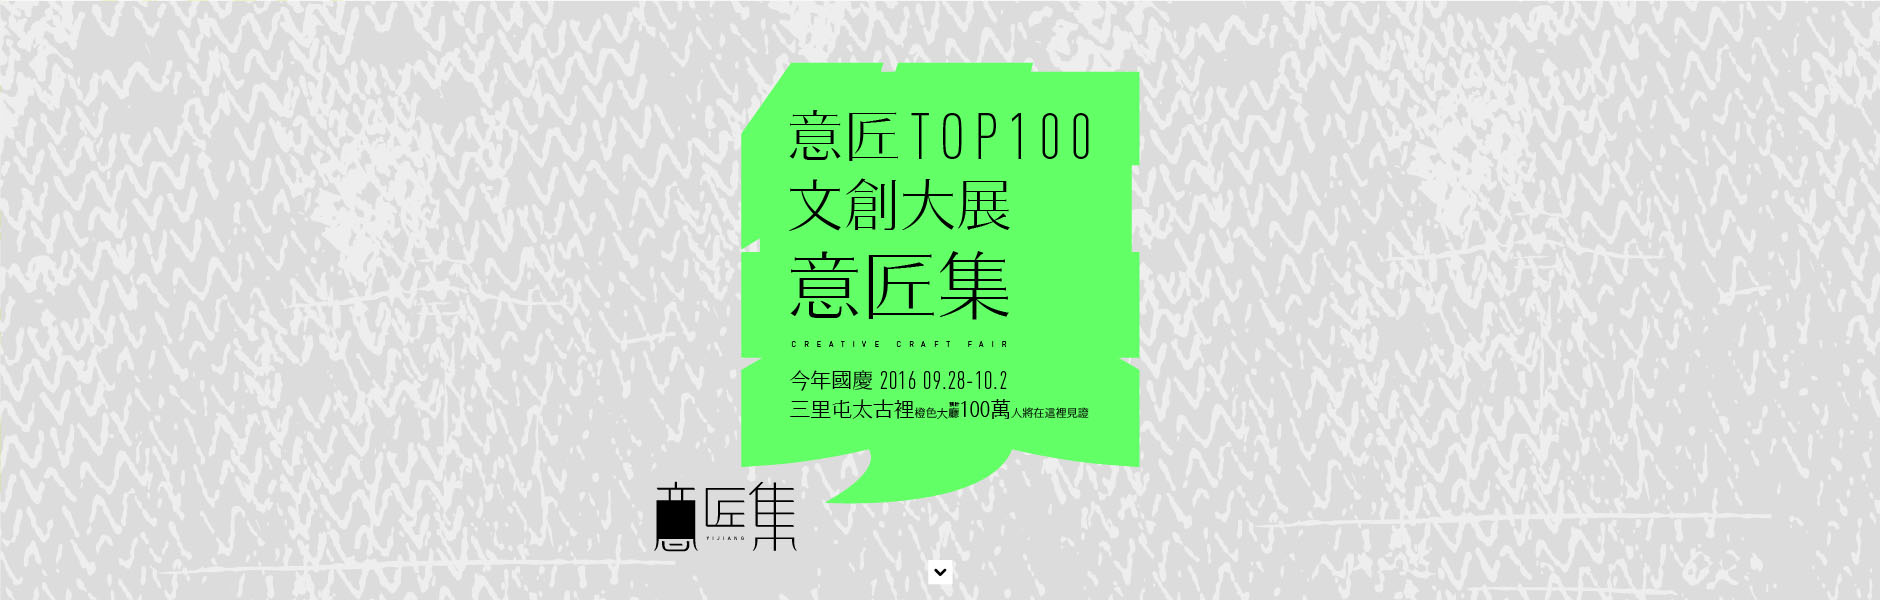 意匠TOP100
文創大展
意匠集
CREATIVE CRAFT FAIR
今年國慶 2016 09.28-10.2
三里屯太古裡橙色大廳預計100萬人將在這裡見證
意匠集
YIJIANG